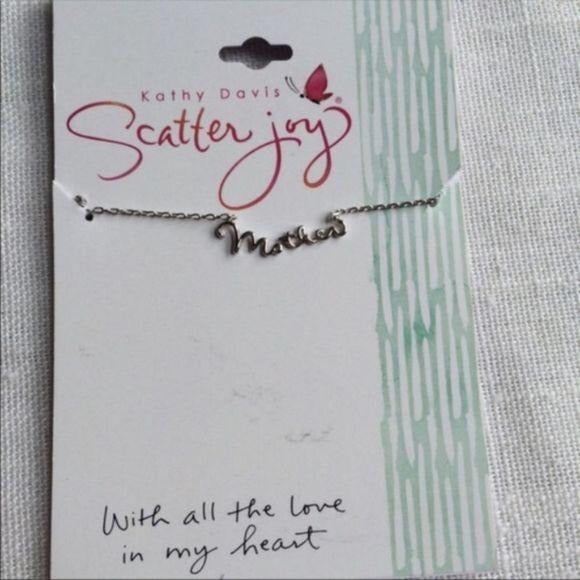 Kathy Davis
Scatter joy®
Mother
With all the love
in my heart